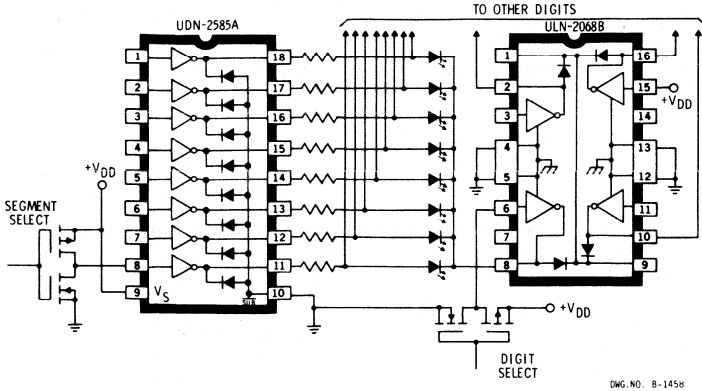 TO OTHER DIGITS
UDN-2585A
ULN-2068B
1
2
3
4
5
6
7
8
9
18
17
16
15
14
13
12
11
10
VS
SUB
+VDD
SEGMENT
SELECT
1
2
3
4
5
6
7
8
16
15
14
13
12
11
10
9
+VDD
+VDD
DIGIT
SELECT
DWG.NO. B-1458